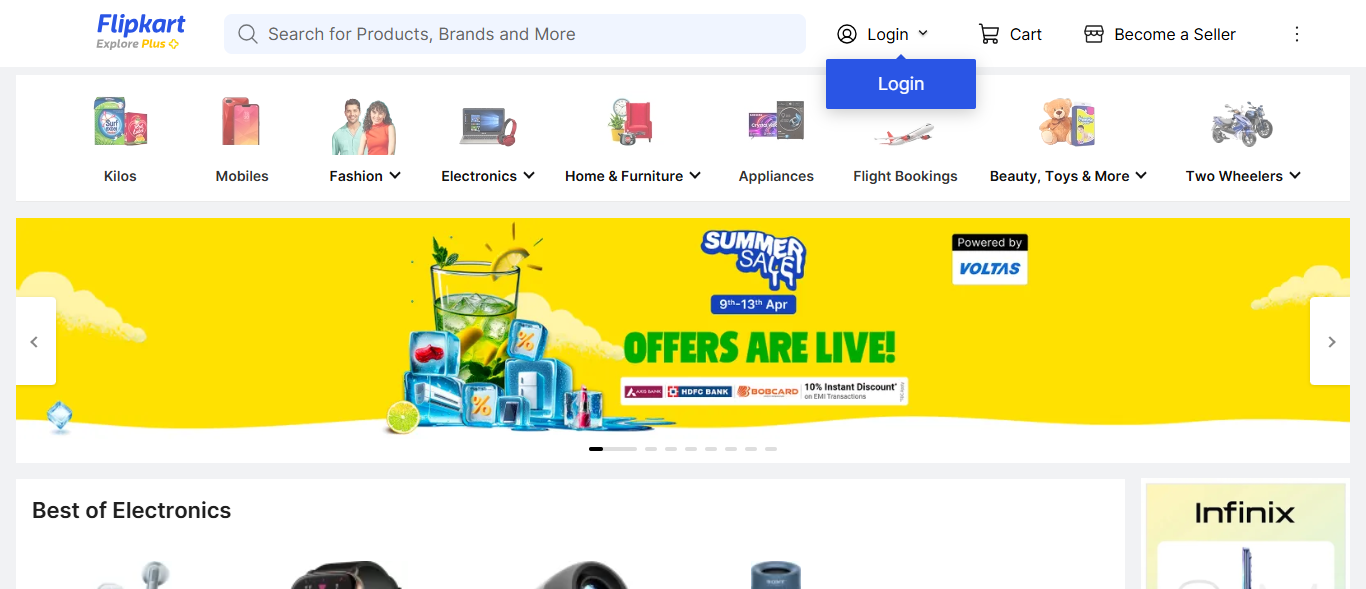 Flipkart
Explore Plus
Search for Products, Brands and More
Login
Cart
Become a Seller
Login
Kilos
Mobiles
Fashion
Electronics
Home & Furniture
Appliances
Flight Bookings
Beauty, Toys & More
Two Wheelers
SUMMER
SALE!
9th-13th Apr
Powered by
VOLTAS
OFFERS ARE LIVE!
AXIS BANK
HDFC BANK
BOBCARD
10% Instant Discount*
on EMI Transactions
Best of Electronics
Infinix
SONY